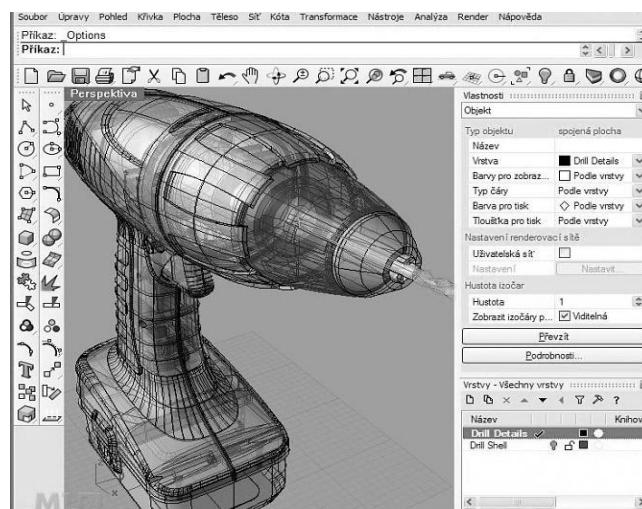 Soubor Úpravy Pohled Křivka Plocha Těleso Síť Kóta Transformace Nástroje Analýza Render Nápověda
Příkaz: _Options
Příkaz:
Perspektiva
Vlastnosti
Objekt
Typ objektu spojená plocha
Název
Vrstva Drill Details
Barvy pro zobraz... Podle vrstvy
Typ čáry Podle vrstvy
Barva pro tisk Podle vrstvy
Tloušťka pro tisk Podle vrstvy
Nastavení renderovací sítě
Uživatelská síť
Nastavení Nastavit...
Hustota izočar
Hustota 1
Zobrazit izočáry p... Viditelná
Převzít
Podrobnosti...
Vrstvy - Všechny vrstvy
Název Knihov
Drill Details
Drill Shell
x